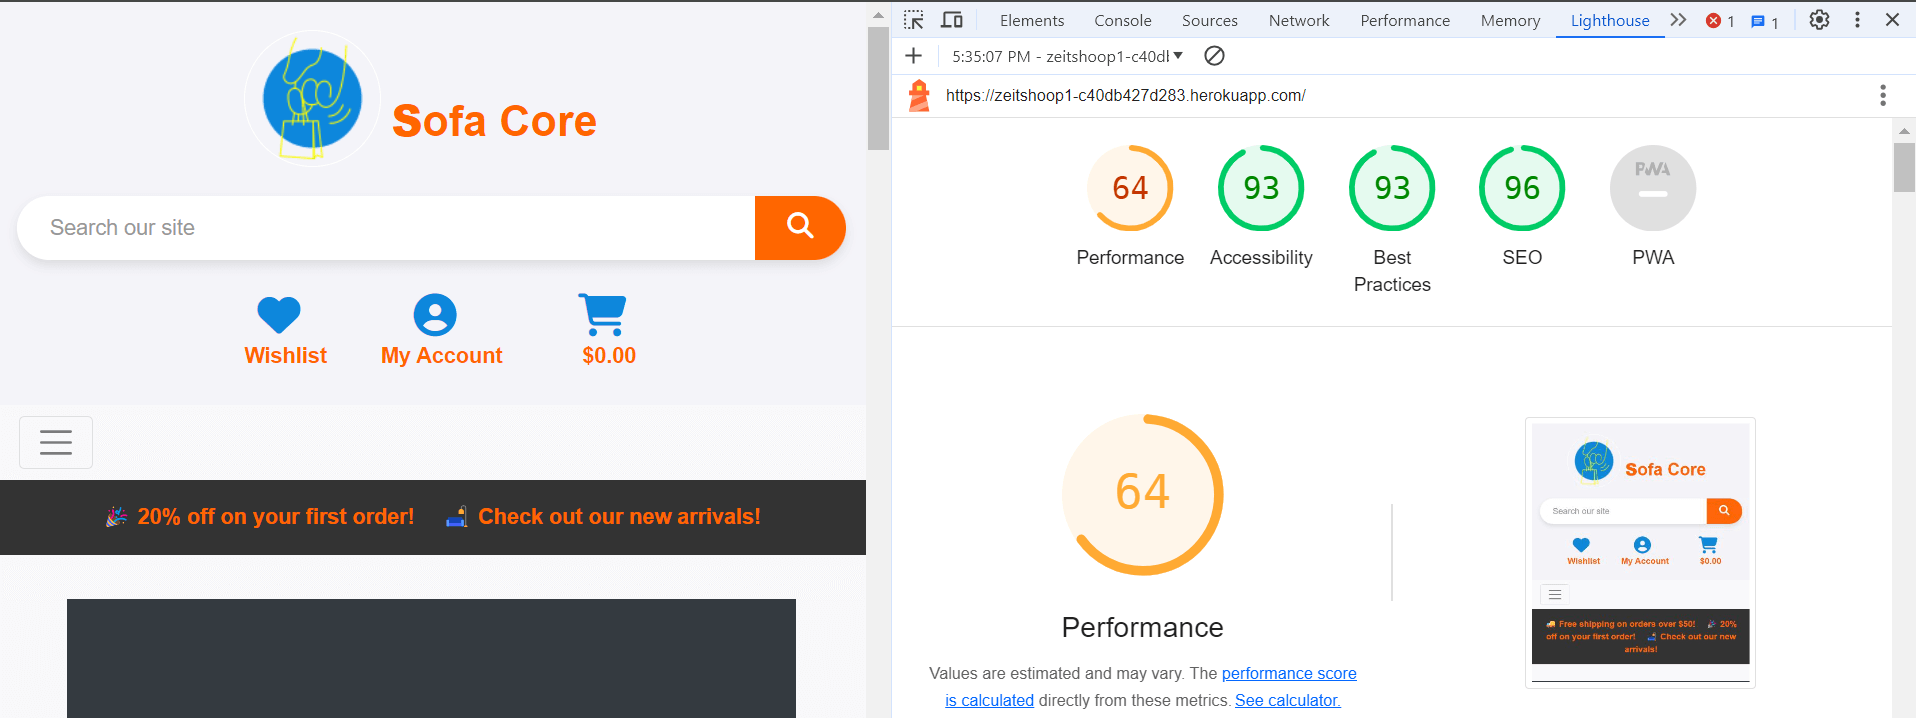 Sofa Core
Search our site
Wishlist
My Account
$0.00
🎉 20% off on your first order! 🛋️ Check out our new arrivals!
Elements
Console
Sources
Network
Performance
Memory
Lighthouse
1
1
5:35:07 PM - zeitshoop1-c40d
https://zeitshoop1-c40db427d283.herokuapp.com/
64
Performance
93
Accessibility
93
Best
Practices
96
SEO
PWA
PWA
64
Performance
Values are estimated and may vary. The performance score
is calculated directly from these metrics. See calculator.
Sofa Core
Search our site
Wishlist
My Account
$0.00
🚚 Free shipping on orders over $50! 🎉 20%
off on your first order! 🛋️ Check out our new
arrivals!